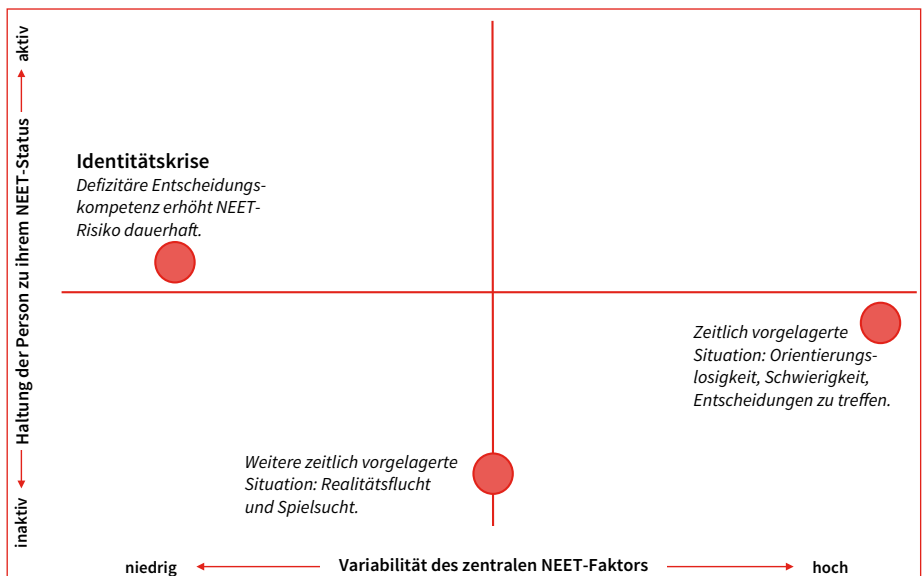 aktiv
Haltung der Person zu ihrem NEET-Status
inaktiv
Identitätskrise
Defizitäre Entscheidungs-
kompetenz erhöht NEET-
Risiko dauerhaft.
Zeitlich vorgelagerte
Situation: Orientierungs-
losigkeit, Schwierigkeit,
Entscheidungen zu treffen.
Weitere zeitlich vorgelagerte
Situation: Realitätsflucht
und Spielsucht.
niedrig
Variabilität des zentralen NEET-Faktors
hoch